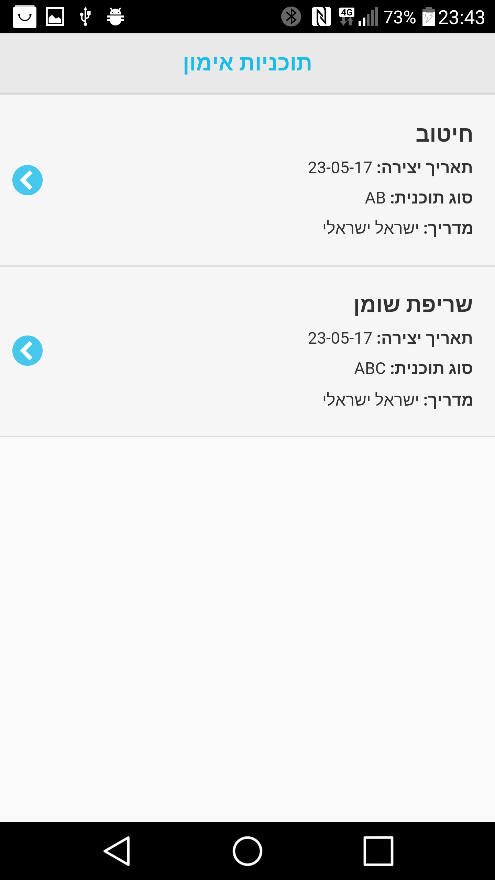 4G 73% 23:43
תוכניות אימון
חיטוב
תאריך יצירה: 23-05-17
סוג תוכנית: AB
מדריך: ישראל ישראלי
שריפת שומן
תאריך יצירה: 23-05-17
סוג תוכנית: ABC
מדריך: ישראל ישראלי